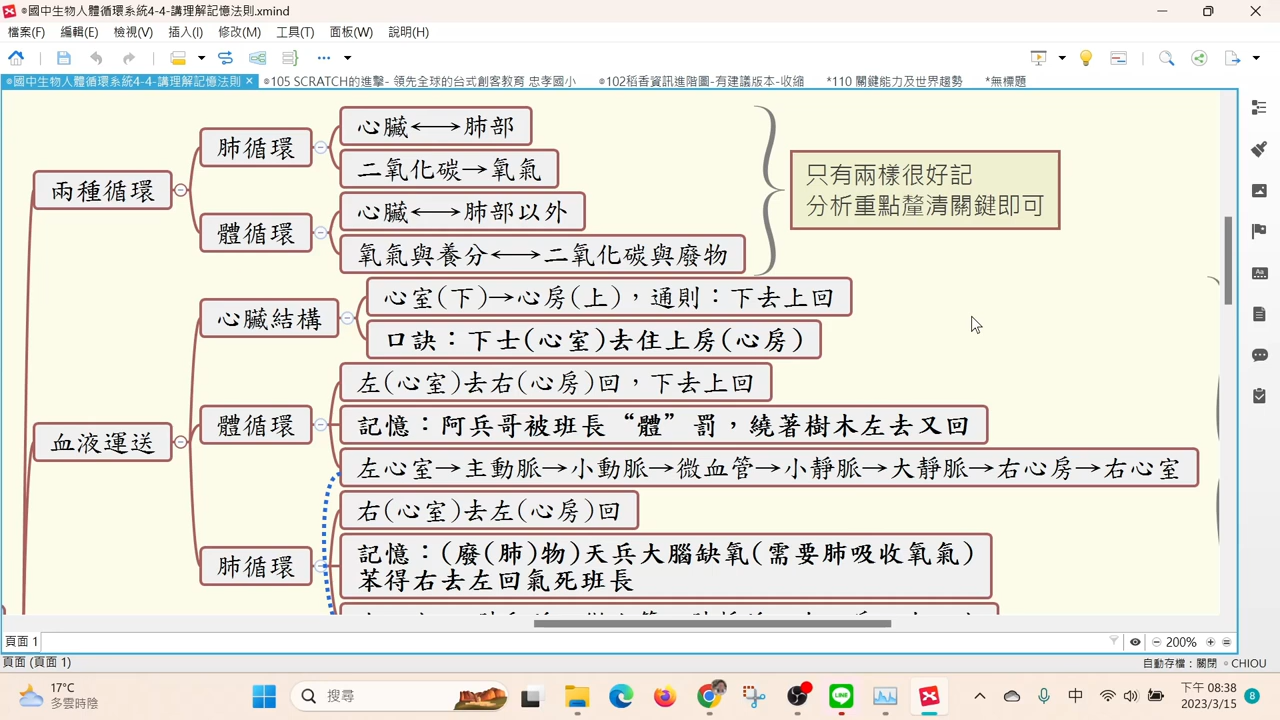 ◎國中生物人體循環系統4-4-講理解記憶法則.xmind
檔案(F) 編輯(E) 檢視(V) 插入(I) 修改(M) 工具(T) 面板(W) 說明(H)
◎國中生物人體循環系統4-4-講理解記憶法則 ◎105 SCRATCH的進擊- 領先全球的台式創客教育 忠孝國小 ◎102稻香資訊進階圖-有建議版本-收縮 *110 關鍵能力及世界趨勢 *無標題
兩種循環
肺循環
心臟←→肺部
二氧化碳→氧氣
體循環
心臟←→肺部以外
氧氣與養分←→二氧化碳與廢物
只有兩樣很好記
分析重點釐清關鍵即可
血液運送
心臟結構
心室(下)→心房(上)，通則：下去上回
口訣：下士(心室)去住上房(心房)
體循環
左(心室)去右(心房)回，下去上回
記憶：阿兵哥被班長“體”罰，繞著樹木左去又回
左心室→主動脈→小動脈→微血管→小靜脈→大靜脈→右心房→右心室
肺循環
右(心室)去左(心房)回
記憶：(廢(肺)物)天兵大腦缺氧(需要肺吸收氧氣)
苯得右去左回氣死班長
頁面 1
200%
頁面 (頁面 1)
自動存檔：關閉
CHIOU
17°C
多雲時陰
搜尋
中
下午 08:38
2023/3/15
8